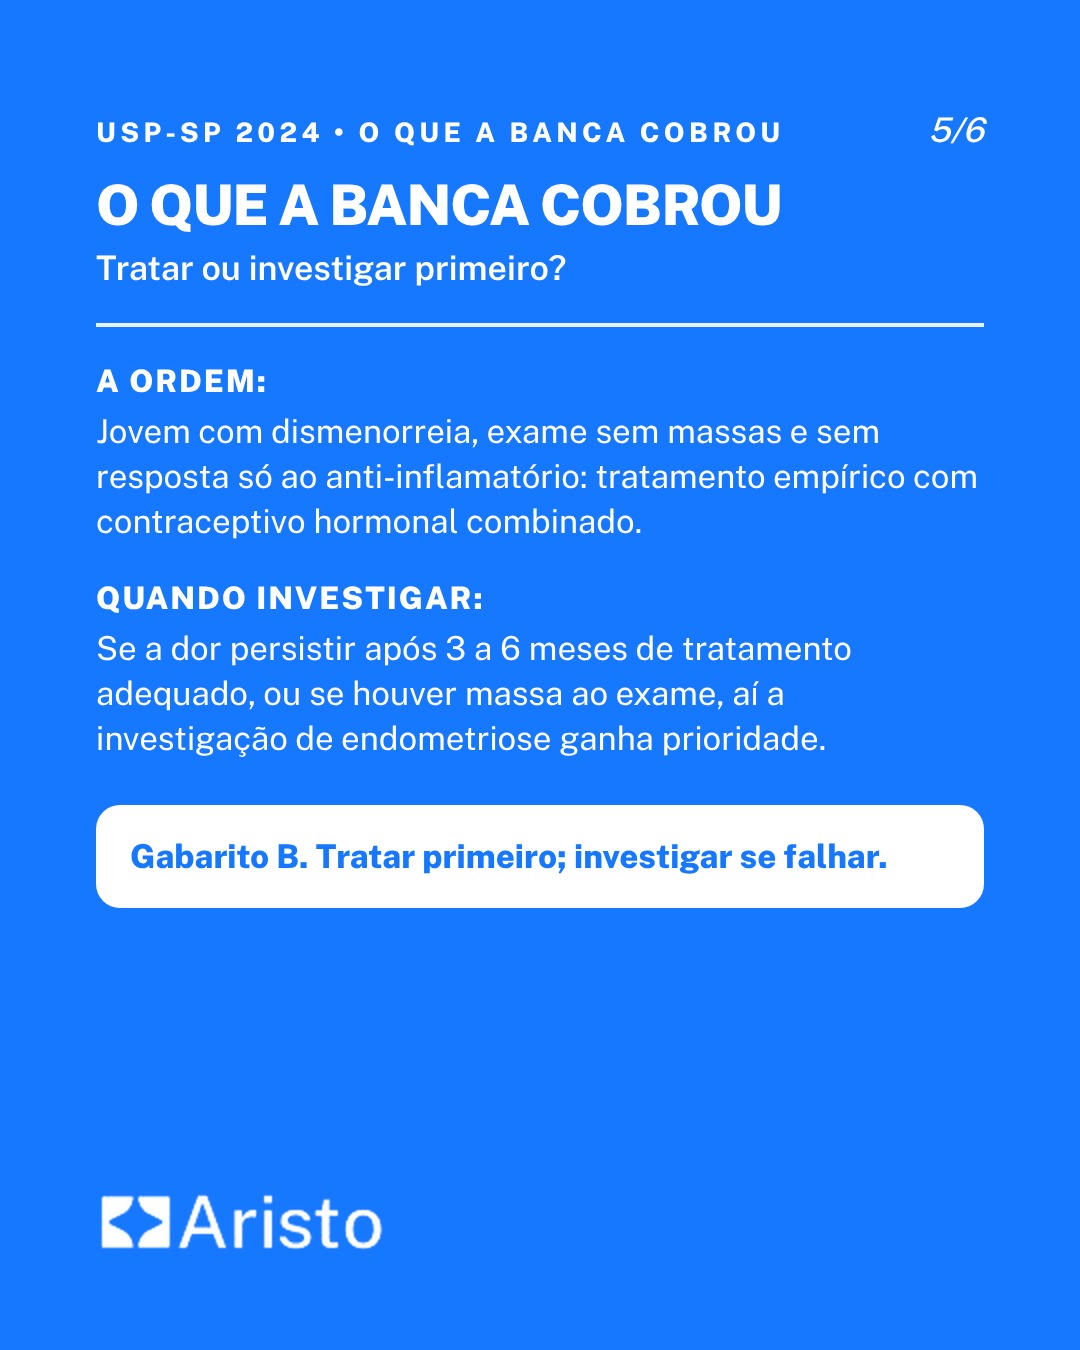 USP-SP 2024 • O QUE A BANCA COBROU
5/6
O QUE A BANCA COBROU
Tratar ou investigar primeiro?
A ORDEM:
Jovem com dismenorreia, exame sem massas e sem
resposta só ao anti-inflamatório: tratamento empírico com
contraceptivo hormonal combinado.
QUANDO INVESTIGAR:
Se a dor persistir após 3 a 6 meses de tratamento
adequado, ou se houver massa ao exame, aí a
investigação de endometriose ganha prioridade.
Gabarito B. Tratar primeiro; investigar se falhar.
Aristo